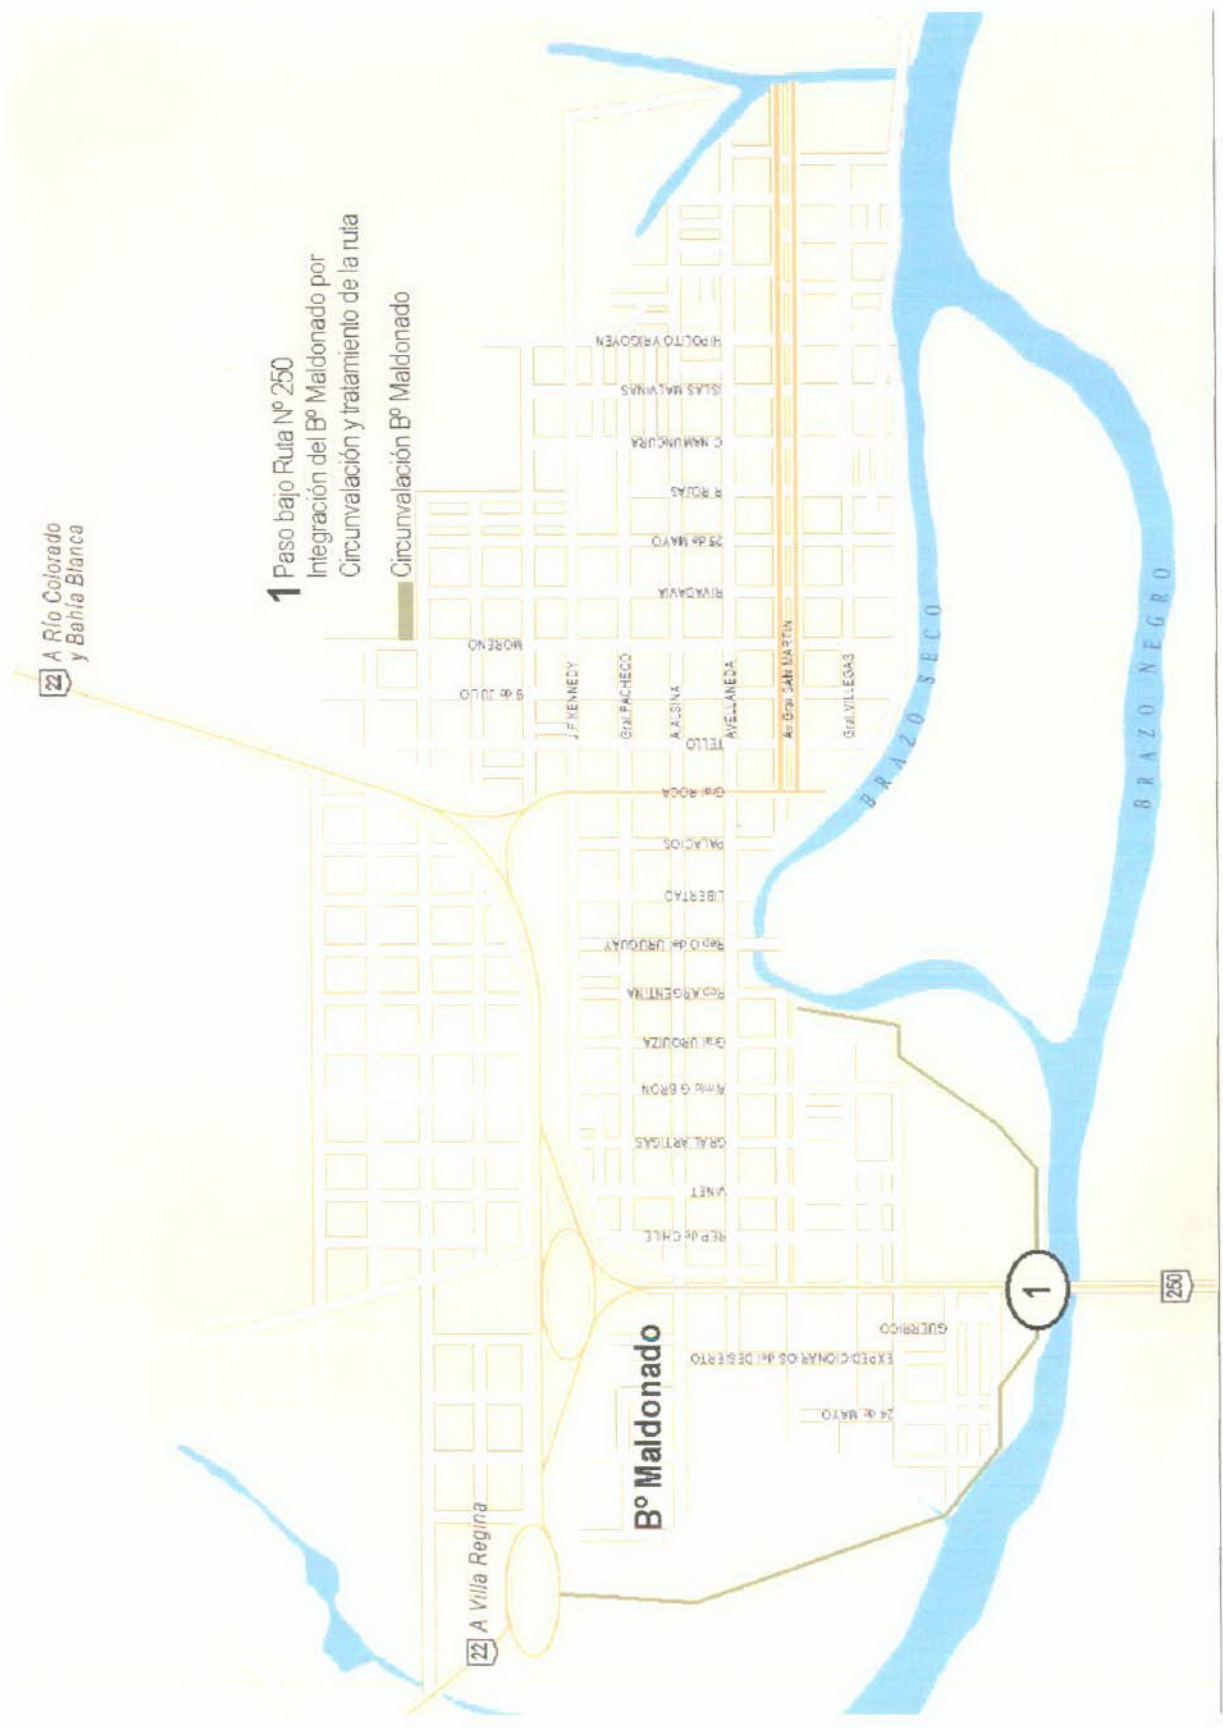 22 A Río Colorado
y Bahía Blanca
1 Paso bajo Ruta Nº 250
Integración del Bº Maldonado por
Circunvalación y tratamiento de la ruta
Circunvalación Bº Maldonado
22 A Villa Regina
Bº Maldonado
1
250
HIPOLITO YRIGOYEN
ISLAS MALVINAS
C NAMUNCURA
R ROJAS
25 de MAYO
RIVADAVIA
MORENO
9 de JULIO
TELLO
Gral ROCA
PALACIOS
LIBERTAD
Rep O del URUGUAY
Rep ARGENTINA
Gral URQUIZA
Almte G BRON
GRAL ARTIGAS
VINET
REP de CHILE
GUERRICO
EXPEDICIONARIOS del DESIERTO
24 de MAYO
J.F KENNEDY
Gral.PACHECO
A.ALSINA
AVELLANEDA
Av Gral SAN MARTIN
Gral.VILLEGAS
BRAZO SECO
BRAZO NEGRO